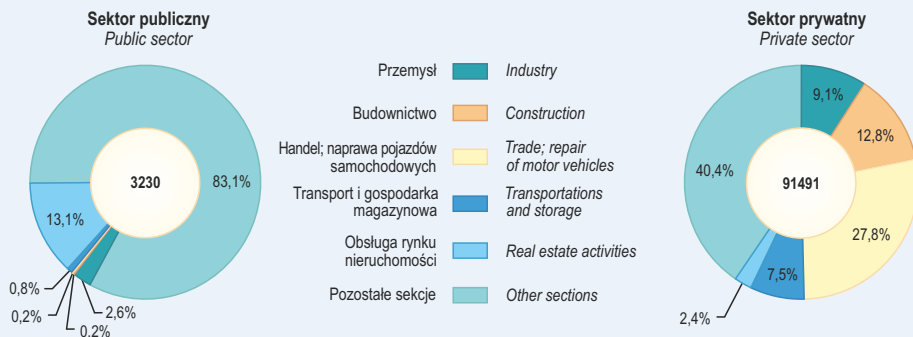 Sektor publiczny
Public sector
83,1%
3230
13,1%
0,8%
0,2%
0,2%
2,6%
Przemysł Industry
Budownictwo Construction
Handel; naprawa pojazdów
samochodowych
Trade; repair
of motor vehicles
Transport i gospodarka
magazynowa
Transportations
and storage
Obsługa rynku
nieruchomości
Real estate activities
Pozostałe sekcje Other sections
Sektor prywatny
Private sector
9,1%
12,8%
40,4%
91491
27,8%
7,5%
2,4%